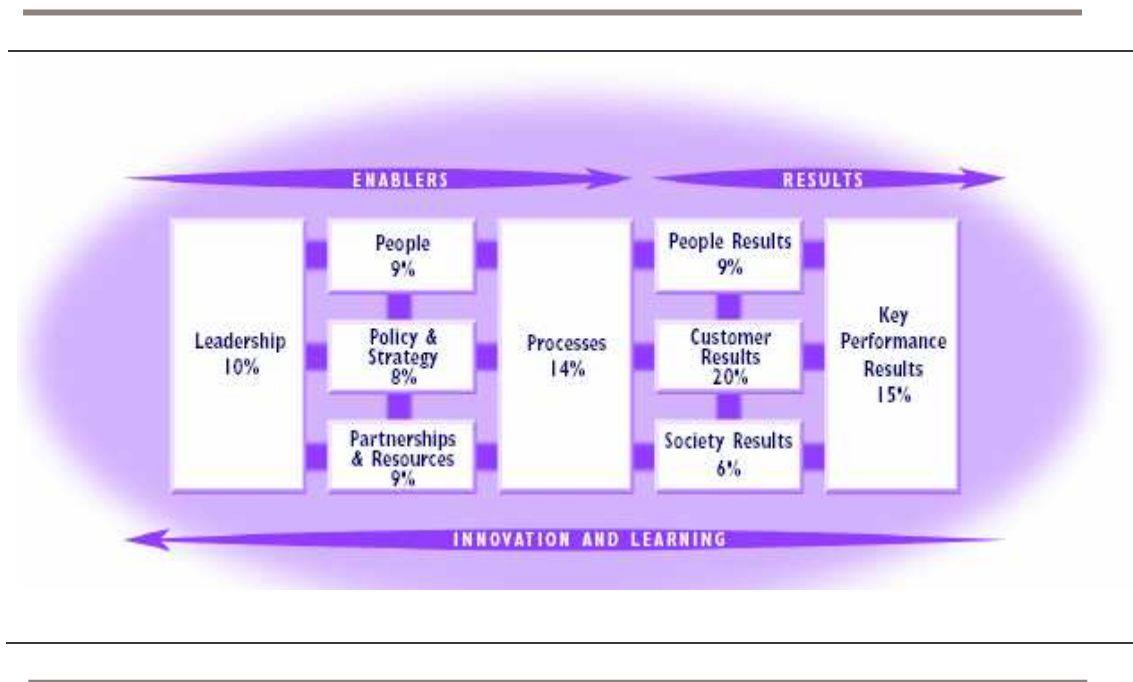 ENABLERS
RESULTS
Leadership
10%
People
9%
Policy &
Strategy
8%
Partnerships
& Resources
9%
Processes
14%
People Results
9%
Customer
Results
20%
Society Results
6%
Key
Performance
Results
15%
INNOVATION AND LEARNING